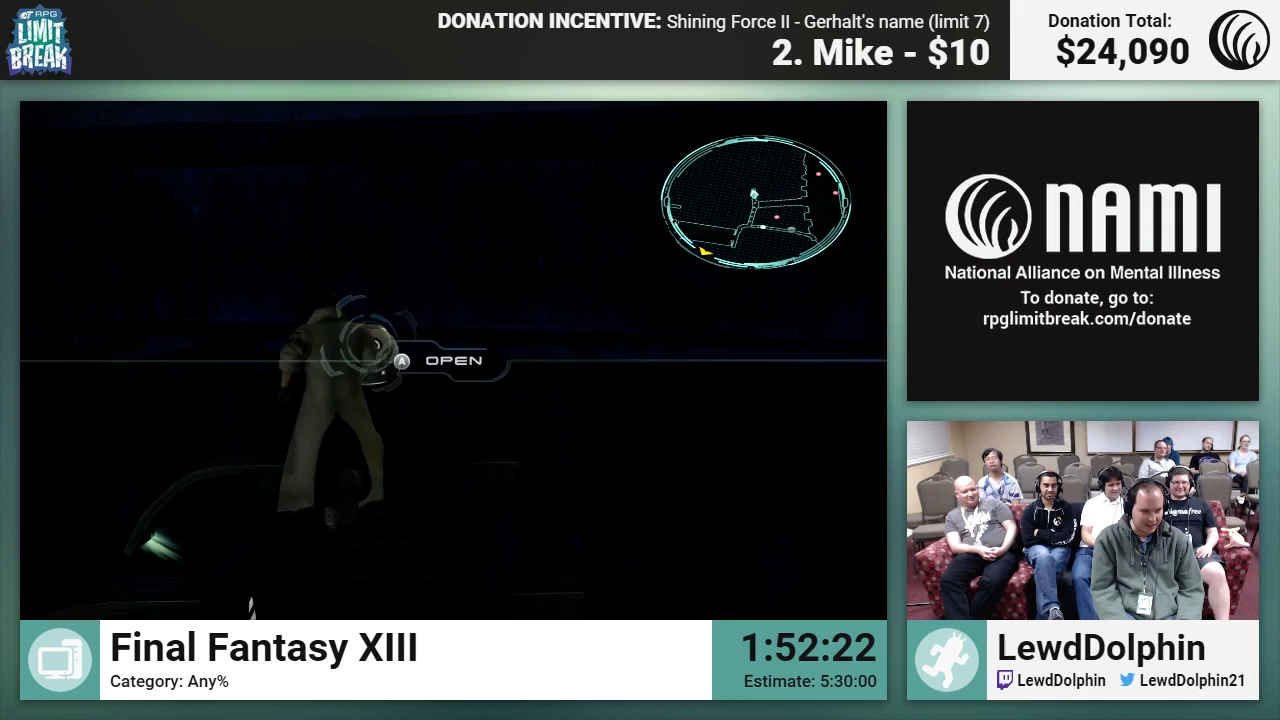 RPG
LIMIT
BREAK
DONATION INCENTIVE: Shining Force II - Gerhalt's name (limit 7)
2. Mike - $10
Donation Total:
$24,090
A OPEN
NAMI
National Alliance on Mental Illness
To donate, go to:
rpglimitbreak.com/donate
Final Fantasy XIII
Category: Any%
1:52:22
Estimate: 5:30:00
LewdDolphin
LewdDolphin LewdDolphin21